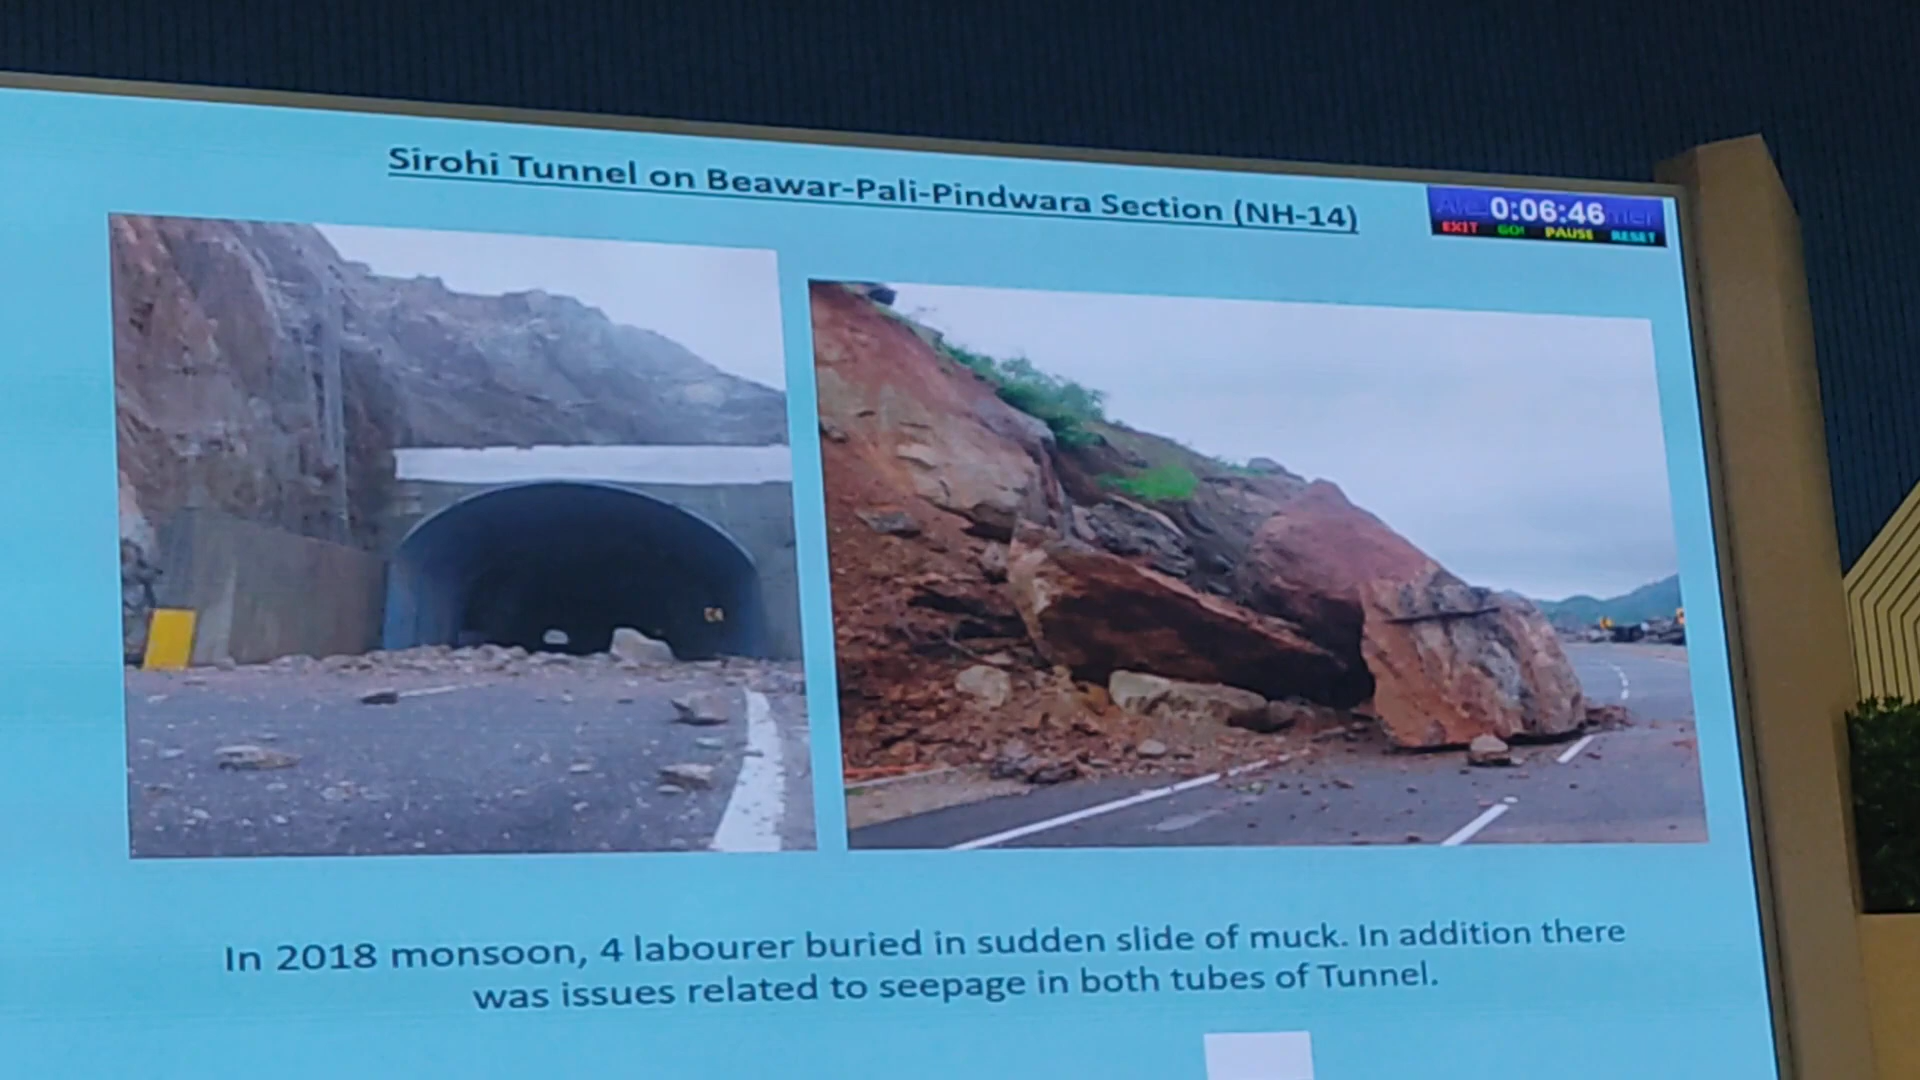 Sirohi Tunnel on Beawar-Pali-Pindwara Section (NH-14)
0:06:46
EXIT GO! PAUSE RESET
In 2018 monsoon, 4 labourer buried in sudden slide of muck. In addition there
was issues related to seepage in both tubes of Tunnel.